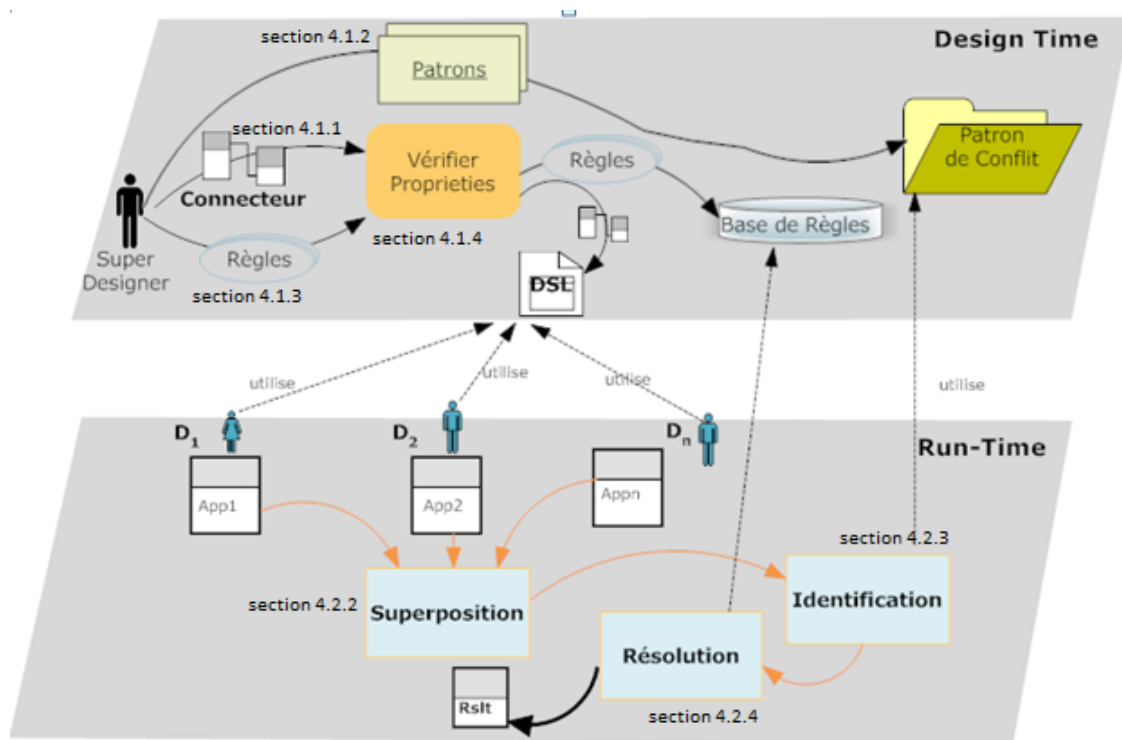 section 4.1.2
Design Time
Patrons
section 4.1.1
Vérifier
Proprieties
Règles
Patron
de Conflit
Connecteur
Base de Règles
section 4.1.4
Super
Designer
Règles
DSL
section 4.1.3
utilise
utilise
utilise
utilise
D1
D2
Dn
Run-Time
App1
App2
Appn
section 4.2.3
section 4.2.2
Superposition
Identification
Résolution
Rslt
section 4.2.4